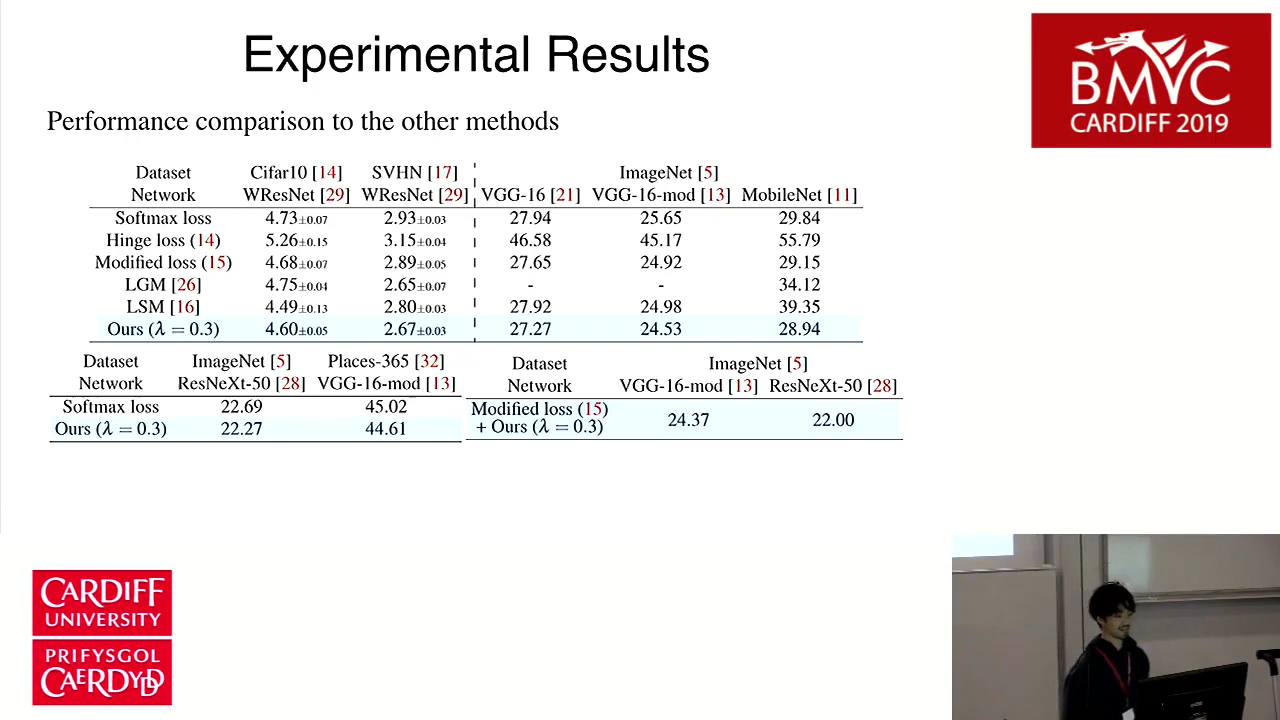 Experimental Results
BMVC
CARDIFF 2019
Performance comparison to the other methods
Dataset Cifar10 [14] SVHN [17] ImageNet [5]
Network WResNet [29] WResNet [29] VGG-16 [21] VGG-16-mod [13] MobileNet [11]
Softmax loss 4.73±0.07 2.93±0.03 27.94 25.65 29.84
Hinge loss (14) 5.26±0.15 3.15±0.04 46.58 45.17 55.79
Modified loss (15) 4.68±0.07 2.89±0.05 27.65 24.92 29.15
LGM [26] 4.75±0.04 2.65±0.07 - - 34.12
LSM [16] 4.49±0.13 2.80±0.03 27.92 24.98 39.35
Ours (λ = 0.3) 4.60±0.05 2.67±0.03 27.27 24.53 28.94
Dataset ImageNet [5] Places-365 [32]
Network ResNeXt-50 [28] VGG-16-mod [13]
Softmax loss 22.69 45.02
Ours (λ = 0.3) 22.27 44.61
Dataset ImageNet [5]
Network VGG-16-mod [13] ResNeXt-50 [28]
Modified loss (15)
+ Ours (λ = 0.3) 24.37 22.00
CARDIFF
UNIVERSITY
PRIFYSGOL
CAERDYDD